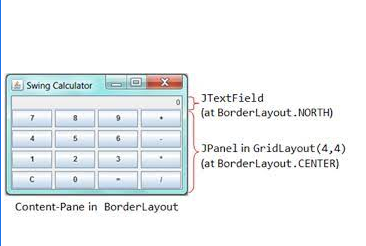 Swing Calculator
0
7 8 9 +
4 5 6 -
1 2 3 *
C 0 = /
JTextField
(at BorderLayout.NORTH)
JPanel in GridLayout(4,4)
(at BorderLayout.CENTER)
Content-Pane in BorderLayout